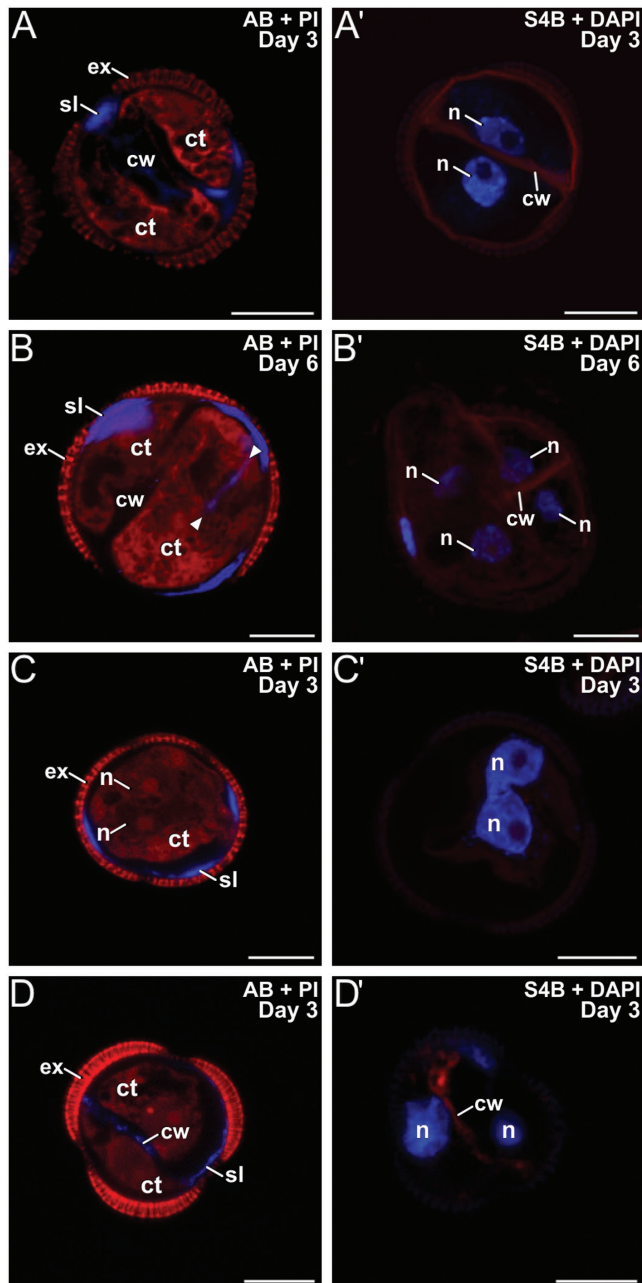 A
AB + PI
Day 3
ex
sl
cw
ct
ct
A'
S4B + DAPI
Day 3
n
n
cw
B
AB + PI
Day 6
sl
ex
ct
cw
ct
B'
S4B + DAPI
Day 6
n
n
cw
n
n
C
AB + PI
Day 3
ex
n
n
ct
sl
C'
S4B + DAPI
Day 3
n
n
D
AB + PI
Day 3
ex
ct
cw
ct
sl
D'
S4B + DAPI
Day 3
cw
n
n